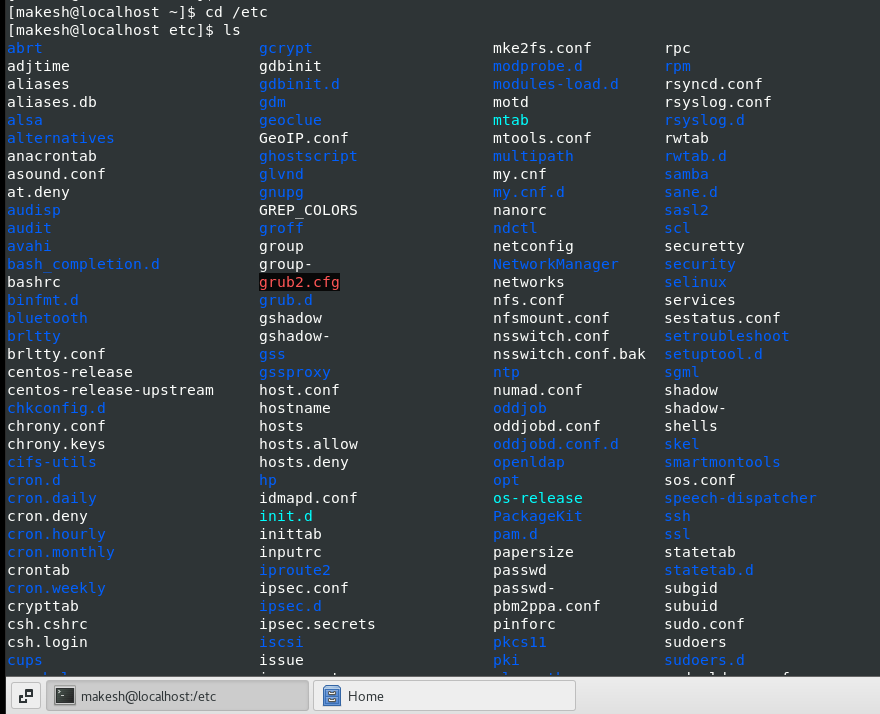 [makesh@localhost ~]$ cd /etc
[makesh@localhost etc]$ ls
abrt gcrypt mke2fs.conf rpc
adjtime gdbinit modprobe.d rpm
aliases gdbinit.d modules-load.d rsyncd.conf
aliases.db gdm motd rsyslog.conf
alsa geoclue mtab rsyslog.d
alternatives GeoIP.conf mtools.conf rwtab
anacrontab ghostscript multipath rwtab.d
asound.conf glvnd my.cnf samba
at.deny gnupg my.cnf.d sane.d
audisp GREP_COLORS nanorc sasl2
audit groff ndctl scl
avahi group netconfig securetty
bash_completion.d group- NetworkManager security
bashrc grub2.cfg networks selinux
binfmt.d grub.d nfs.conf services
bluetooth gshadow nfsmount.conf sestatus.conf
brltty gshadow- nsswitch.conf setroubleshoot
brltty.conf gss nsswitch.conf.bak setuptool.d
centos-release gssproxy ntp sgml
centos-release-upstream host.conf numad.conf shadow
chkconfig.d hostname oddjob shadow-
chrony.conf hosts oddjobd.conf shells
chrony.keys hosts.allow oddjobd.conf.d skel
cifs-utils hosts.deny openldap smartmontools
cron.d hp opt sos.conf
cron.daily idmapd.conf os-release speech-dispatcher
cron.deny init.d PackageKit ssh
cron.hourly inittab pam.d ssl
cron.monthly inputrc papersize statetab
crontab iproute2 passwd statetab.d
cron.weekly ipsec.conf passwd- subgid
crypttab ipsec.d pbm2ppa.conf subuid
csh.cshrc ipsec.secrets pinforc sudo.conf
csh.login iscsi pkcs11 sudoers
cups issue pki sudoers.d
makesh@localhost:/etc Home